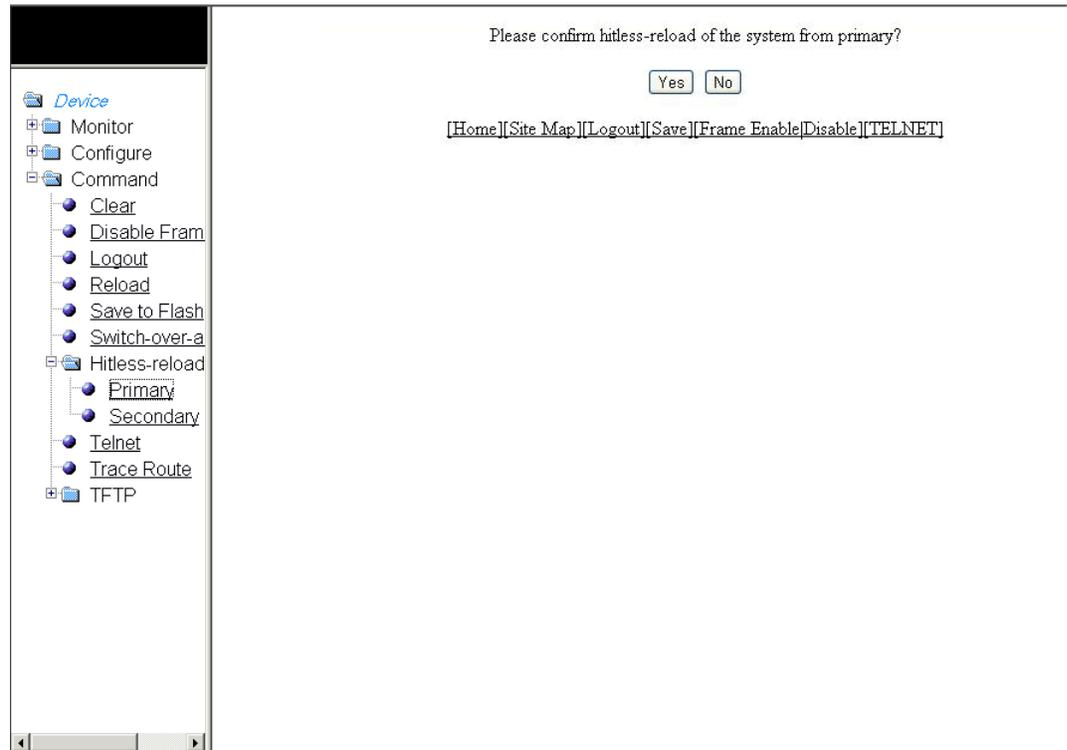 Device
Monitor
Configure
Command
Clear
Disable Fram
Logout
Reload
Save to Flash
Switch-over-a
Hitless-reload
Primary
Secondary
Telnet
Trace Route
TFTP
Please confirm hitless-reload of the system from primary?
Yes No
[Home][Site Map][Logout][Save][Frame Enable|Disable][TELNET]